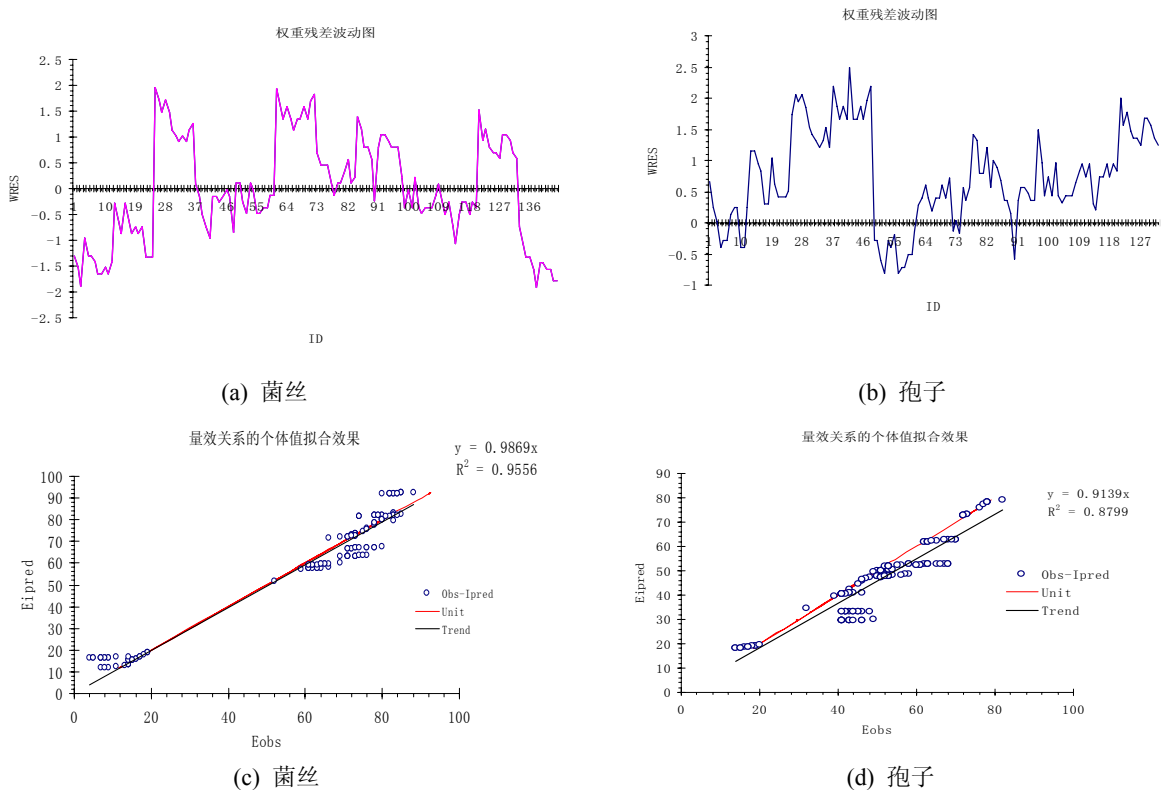 权重残差波动图
2.5
2
1.5
1
0.5
0
-0.5
-1
-1.5
-2
-2.5
WRES
1 10 19 28 37 46 55 64 73 82 91 100 109 118 127 136
ID
(a) 菌丝
权重残差波动图
3
2.5
2
1.5
1
0.5
0
-0.5
-1
WRES
1 10 19 28 37 46 55 64 73 82 91 100 109 118 127
ID
(b) 孢子
量效关系的个体值拟合效果
y = 0.9869x
R² = 0.9556
100
90
80
70
60
50
40
30
20
10
0
Eipred
Obs-Ipred
Unit
Trend
0 20 40 60 80 100
Eobs
(c) 菌丝
量效关系的个体值拟合效果
y = 0.9139x
R² = 0.8799
90
80
70
60
50
40
30
20
10
0
Eipred
Obs-Ipred
Unit
Trend
0 20 40 60 80 100
Eobs
(d) 孢子